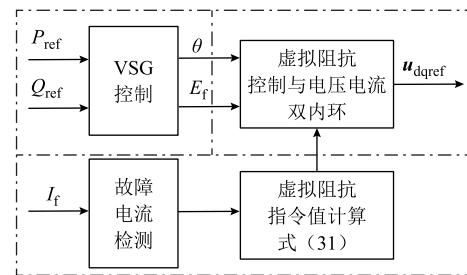 P_ref
Q_ref
VSG
控制
θ
E_f
虚拟阻抗
控制与电压电流
双内环
u_dqref
I_f
故障
电流
检测
虚拟阻抗
指令值计算
式（31）